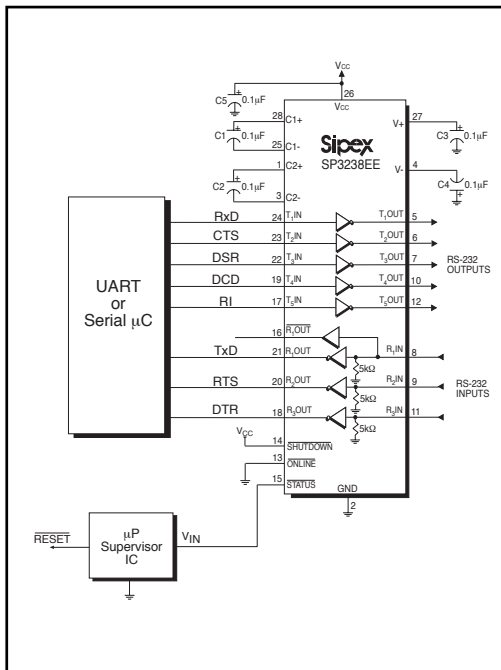 VCC
C5
0.1µF
26
VCC
28
C1+
C1
0.1µF
25
C1-
1
C2+
C2
0.1µF
3
C2-
Sipex
SP3238EE
V+
27
C3
0.1µF
V-
4
C4
0.1µF
UART
or
Serial µC
RxD
24
T1IN
T1OUT
5
CTS
23
T2IN
T2OUT
6
DSR
22
T3IN
T3OUT
7
DCD
19
T4IN
T4OUT
10
RI
17
T5IN
T5OUT
12
RS-232
OUTPUTS
16
R1OUT
TxD
21
R1OUT
R1IN
8
5kΩ
RTS
20
R2OUT
R2IN
9
5kΩ
DTR
18
R3OUT
R3IN
11
5kΩ
RS-232
INPUTS
VCC
14
SHUTDOWN
13
ONLINE
15
STATUS
GND
2
RESET
µP
Supervisor
IC
VIN